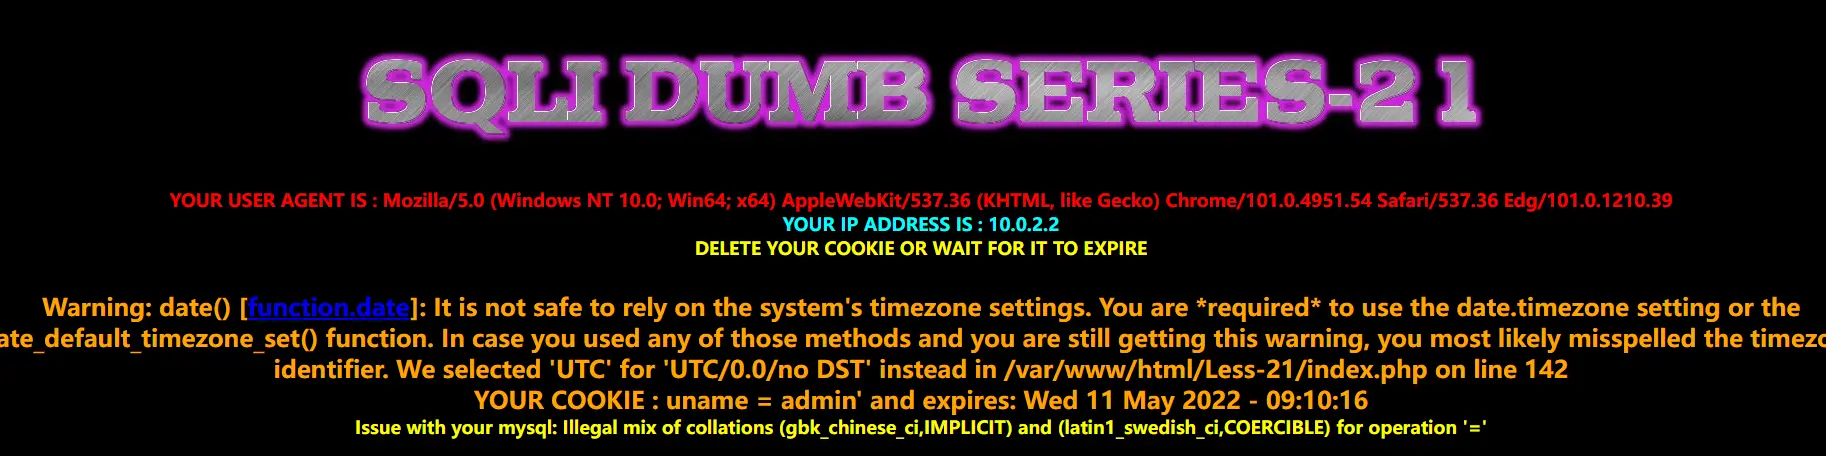 SQLI DUMB SERIES-21
YOUR USER AGENT IS : Mozilla/5.0 (Windows NT 10.0; Win64; x64) AppleWebKit/537.36 (KHTML, like Gecko) Chrome/101.0.4951.54 Safari/537.36 Edg/101.0.1210.39
YOUR IP ADDRESS IS : 10.0.2.2
DELETE YOUR COOKIE OR WAIT FOR IT TO EXPIRE
Warning: date() [function.date]: It is not safe to rely on the system's timezone settings. You are *required* to use the date.timezone setting or the
ate_default_timezone_set() function. In case you used any of those methods and you are still getting this warning, you most likely misspelled the timezo
identifier. We selected 'UTC' for 'UTC/0.0/no DST' instead in /var/www/html/Less-21/index.php on line 142
YOUR COOKIE : uname = admin' and expires: Wed 11 May 2022 - 09:10:16
Issue with your mysql: Illegal mix of collations (gbk_chinese_ci,IMPLICIT) and (latin1_swedish_ci,COERCIBLE) for operation '='